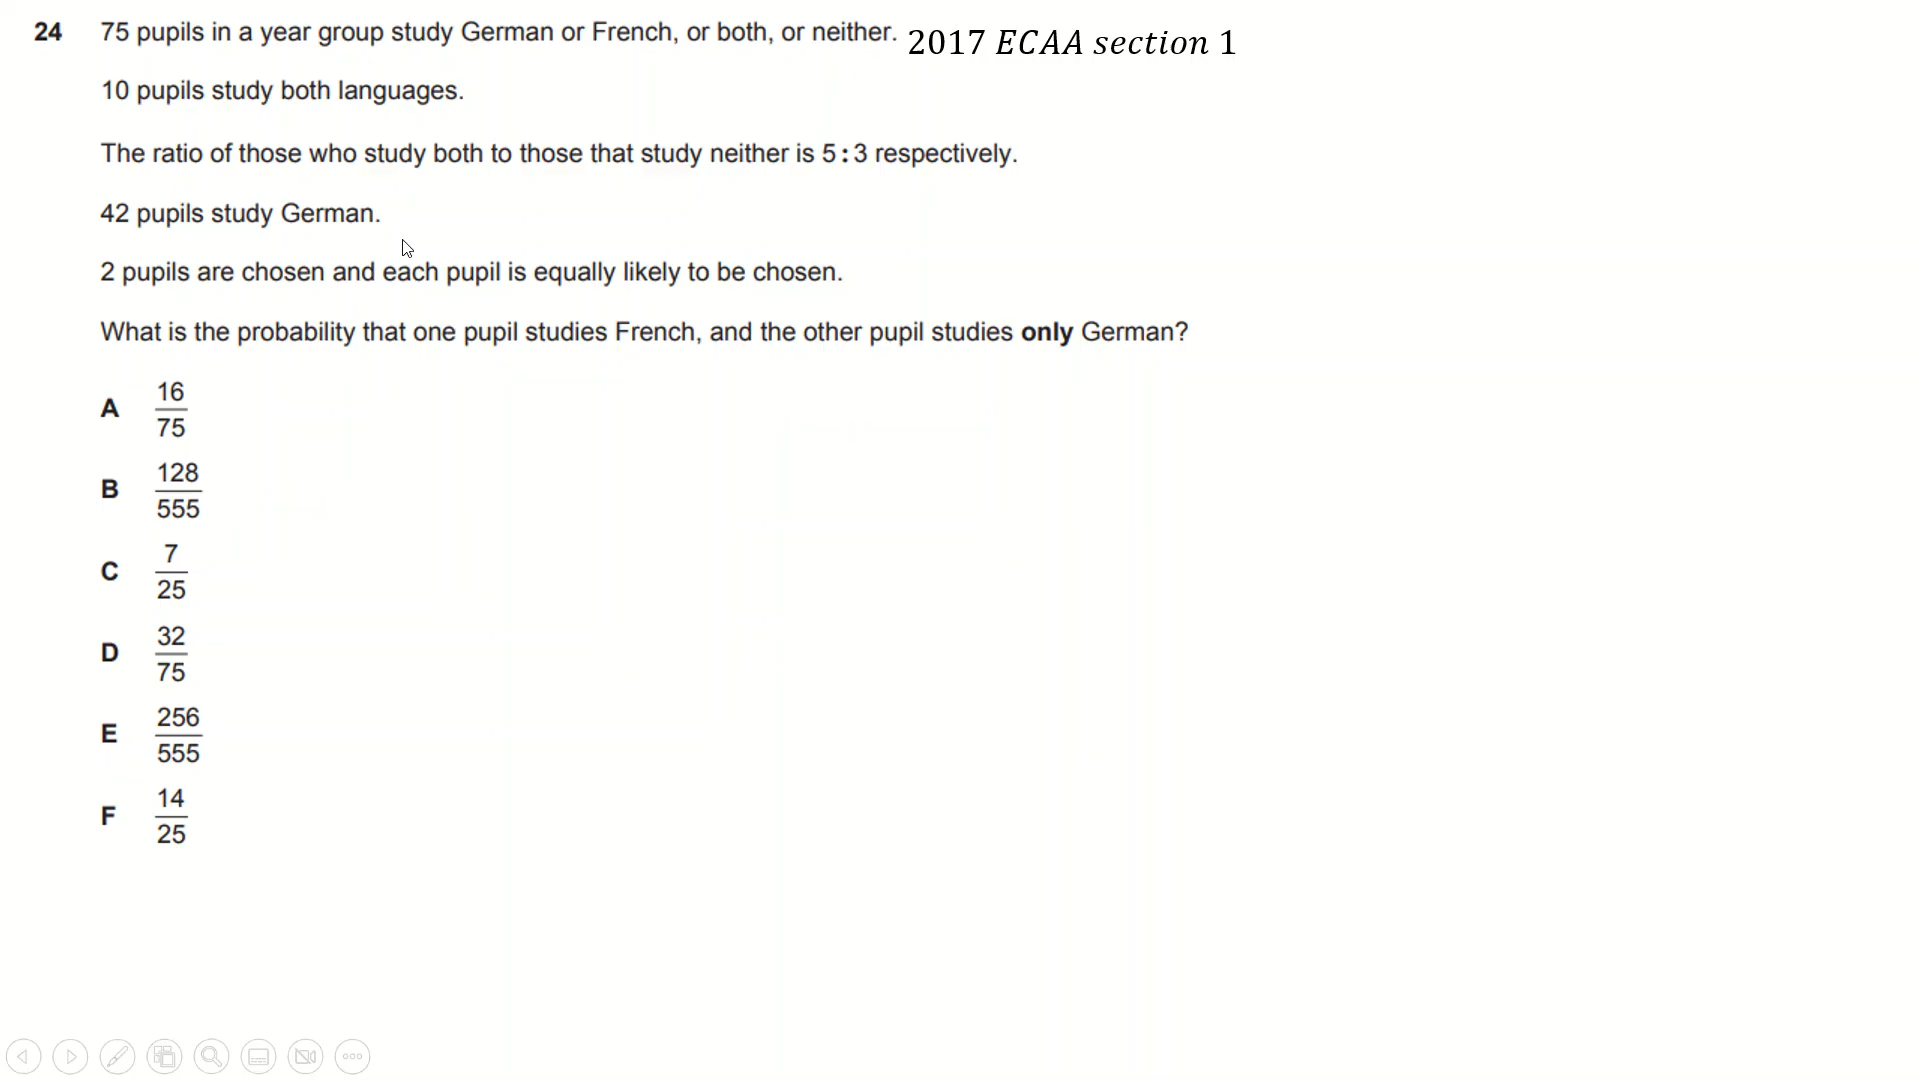 24 75 pupils in a year group study German or French, or both, or neither. 2017 ECAA section 1
10 pupils study both languages.
The ratio of those who study both to those that study neither is 5:3 respectively.
42 pupils study German.
2 pupils are chosen and each pupil is equally likely to be chosen.
What is the probability that one pupil studies French, and the other pupil studies only German?
A 16/75
B 128/555
C 7/25
D 32/75
E 256/555
F 14/25